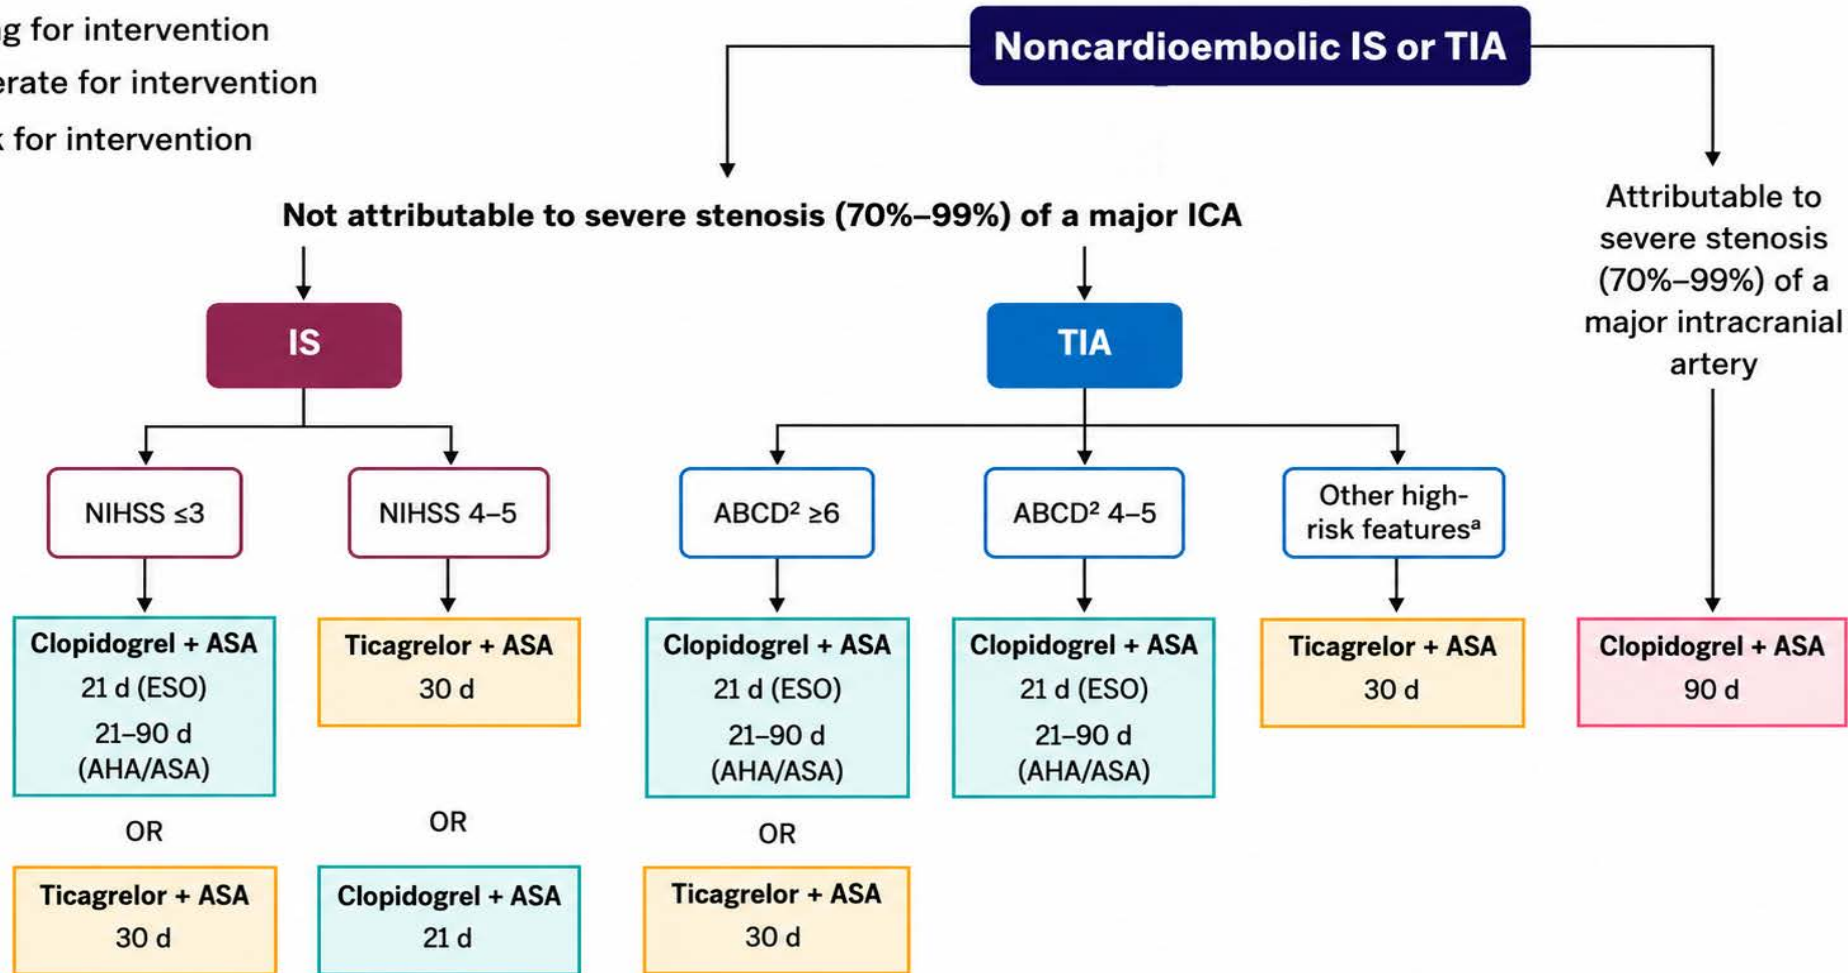 for intervention
for intervention
for intervention
Noncardioembolic IS or TIA
Not attributable to severe stenosis (70%–99%) of a major ICA
Attributable to
severe stenosis
(70%–99%) of a
major intracranial
artery
IS
TIA
NIHSS ≤3
NIHSS 4–5
ABCD² ≥6
ABCD² 4–5
Other high-
risk featuresᵃ
Clopidogrel + ASA
21 d (ESO)
21–90 d
(AHA/ASA)
OR
Ticagrelor + ASA
30 d
Ticagrelor + ASA
30 d
OR
Clopidogrel + ASA
21 d
Clopidogrel + ASA
21 d (ESO)
21–90 d
(AHA/ASA)
OR
Ticagrelor + ASA
30 d
Clopidogrel + ASA
21 d (ESO)
21–90 d
(AHA/ASA)
Ticagrelor + ASA
30 d
Clopidogrel + ASA
90 d